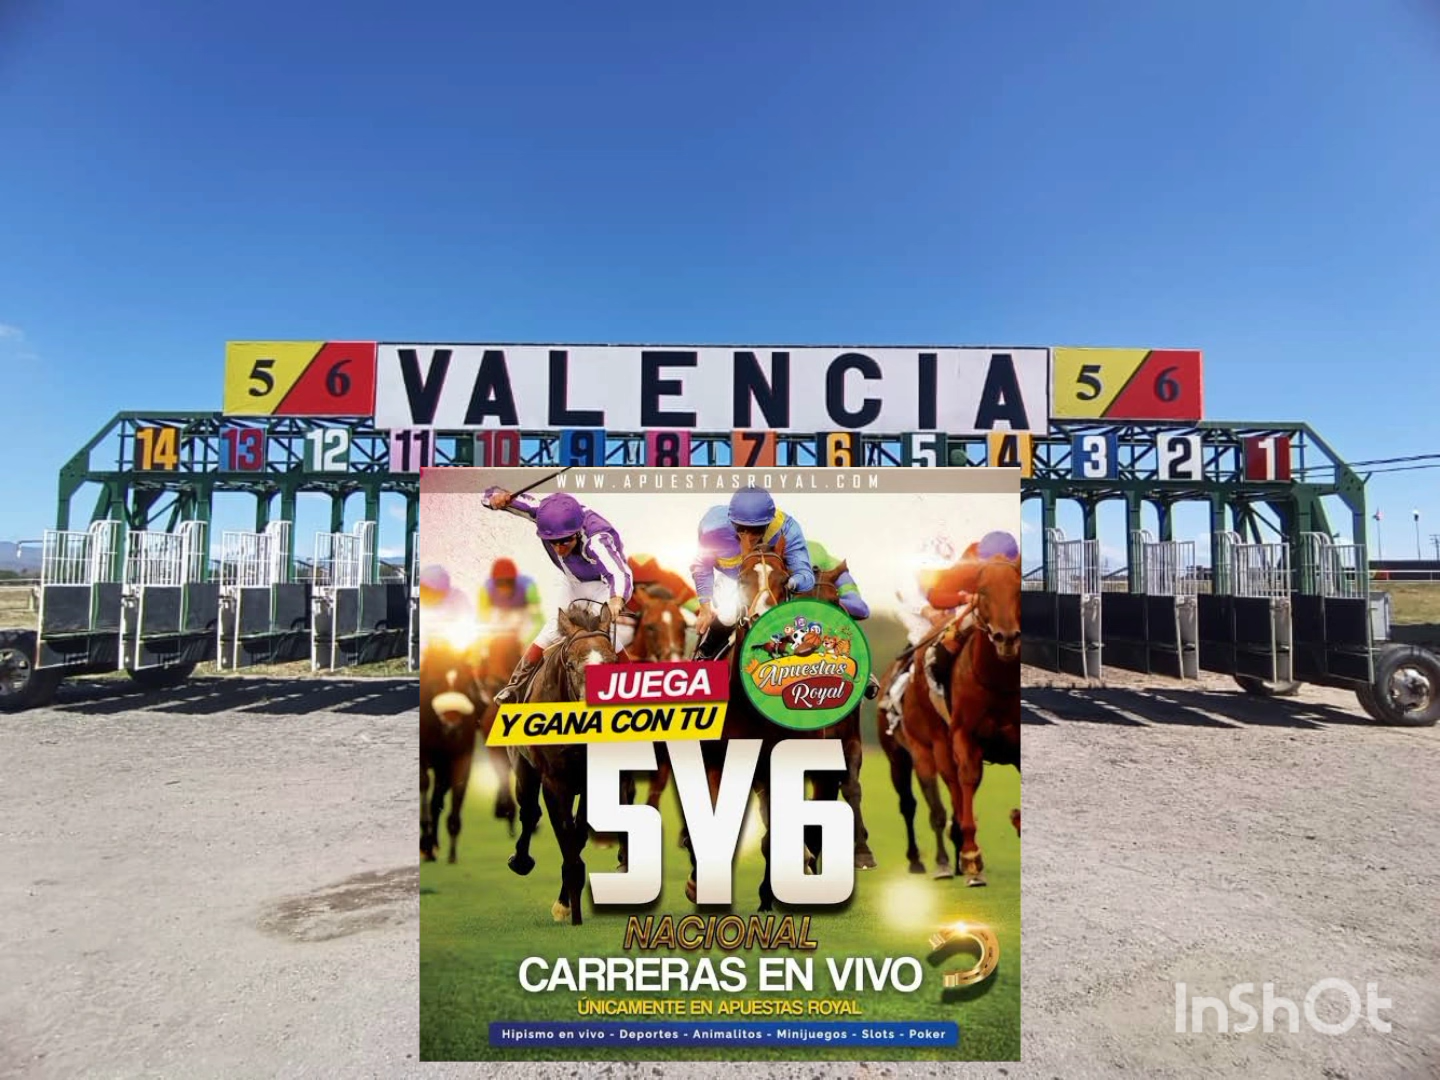 5 6 VALENCIA 5 6
14 13 12 11 10 9 8 7 6 5 4 3 2 1
WWW.APUESTASROYAL.COM
Apuestas
Royal
JUEGA
Y GANA CON TU
5Y6
NACIONAL
CARRERAS EN VIVO
ÚNICAMENTE EN APUESTAS ROYAL
Hipismo en vivo - Deportes - Animalitos - Minijuegos - Slots - Poker
InShOt